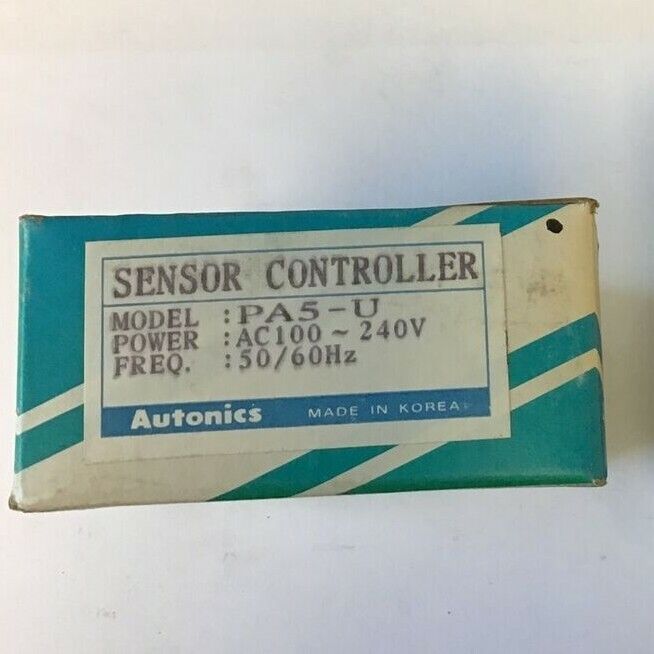 SENSOR CONTROLLER
MODEL : PA5-U
POWER : AC100 ~ 240V
FREQ. : 50/60Hz
Autonics MADE IN KOREA